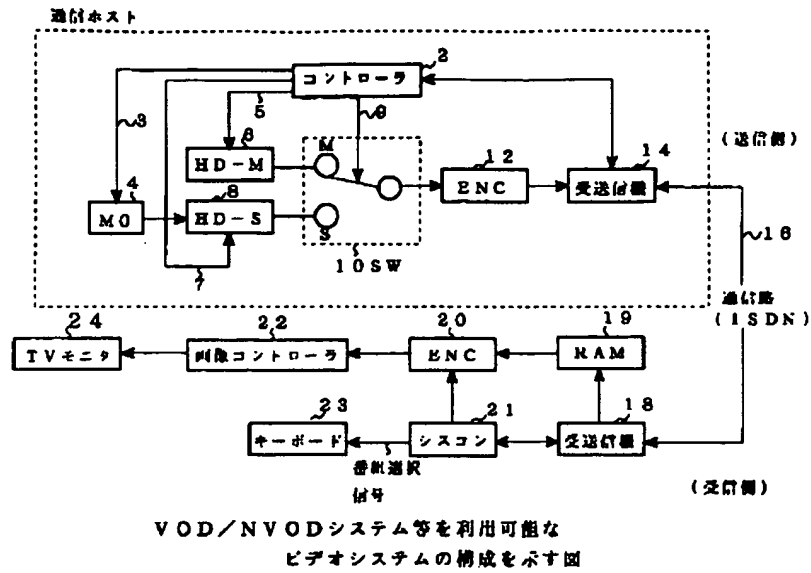 通信ホスト
2
コントローラ
3
5
9
6
HD-M
M
12
ENC
14
受送信機
(送信側)
4
MO
8
HD-S
S
7
10SW
16
通信路
(ISDN)
24
TVモニタ
22
画像コントローラ
20
ENC
19
RAM
23
キーボード
21
シスコン
18
受送信機
番組選択
信号
(受信側)
VOD/NVODシステム等を利用可能な
ビデオシステムの構成を示す図